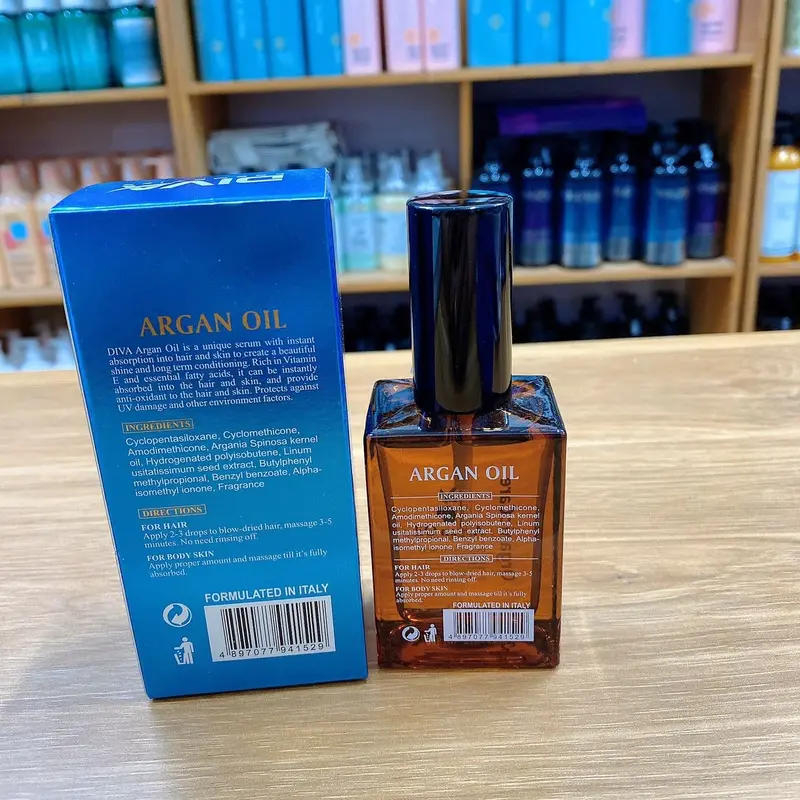 DIVA
ARGAN OIL
DIVA Argan Oil is a unique serum with instant
absorption into hair and skin to create a beautiful
shine and long term conditioning. Rich in Vitamin
E and essential fatty acids, it can be instantly
absorbed into the hair and skin, and provide
anti-oxidant to the hair and skin. Protects against
UV damage and other environment factors.
INGREDIENTS
Cyclopentasiloxane, Cyclomethicone,
Amodimethicone, Argania Spinosa kernel
oil, Hydrogenated polyisobutene, Linum
usitatissimum seed extract, Butylphenyl
methylpropional, Benzyl benzoate, Alpha-
isomethyl ionone, Fragrance
DIRECTIONS
FOR HAIR
Apply 2-3 drops to blow-dried hair, massage 3-5
minutes. No need rinsing off.
FOR BODY SKIN
Apply proper amount and massage till it's fully
absorbed.
FORMULATED IN ITALY
4 897077 941529
ARGAN OIL
INGREDIENTS
Cyclopentasiloxane, Cyclomethicone,
Amodimethicone, Argania Spinosa kernel
oil, Hydrogenated polyisobutene, Linum
usitatissimum seed extract, Butylphenyl
methylpropional, Benzyl benzoate, Alpha-
isomethyl ionone, Fragrance
DIRECTIONS
FOR HAIR
Apply 2-3 drops to blow-dried hair, massage 3-5
minutes. No need rinsing off.
FOR BODY SKIN
Apply proper amount and massage till it's fully
absorbed.
FORMULATED IN ITALY
4 897077 941529